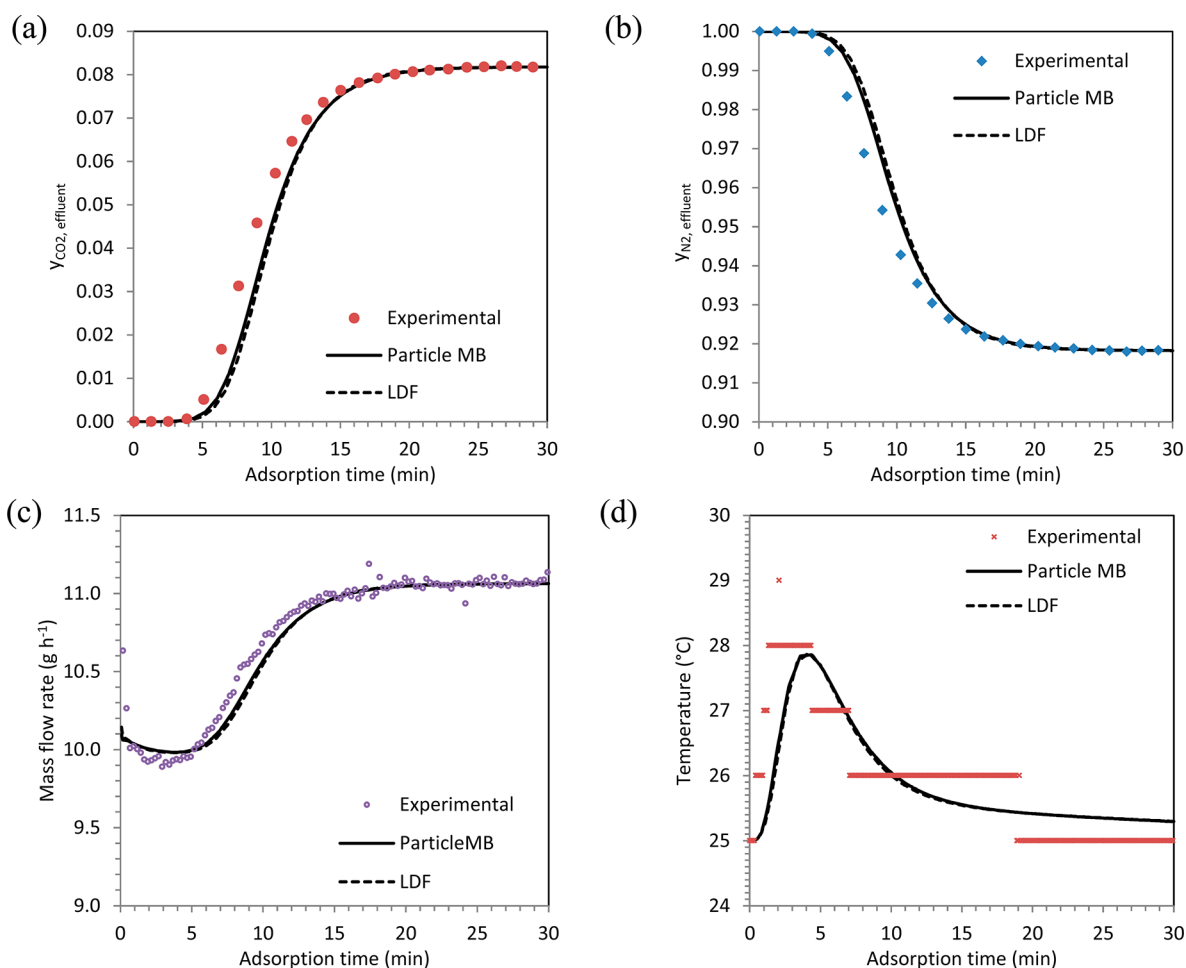 (a)
0.09
0.08
0.07
0.06
0.05
0.04
0.03
0.02
0.01
0.00
yCO2, effluent
Experimental
Particle MB
LDF
0 5 10 15 20 25 30
Adsorption time (min)
(b)
1.00
0.99
0.98
0.97
0.96
0.95
0.94
0.93
0.92
0.91
0.90
yN2, effluent
Experimental
Particle MB
LDF
0 5 10 15 20 25 30
Adsorption time (min)
(c)
11.5
11.0
10.5
10.0
9.5
9.0
Mass flow rate (g h-1)
Experimental
ParticleMB
LDF
0 5 10 15 20 25 30
Adsorption time (min)
(d)
30
29
28
27
26
25
24
Temperature (°C)
Experimental
Particle MB
LDF
0 5 10 15 20 25 30
Adsorption time (min)